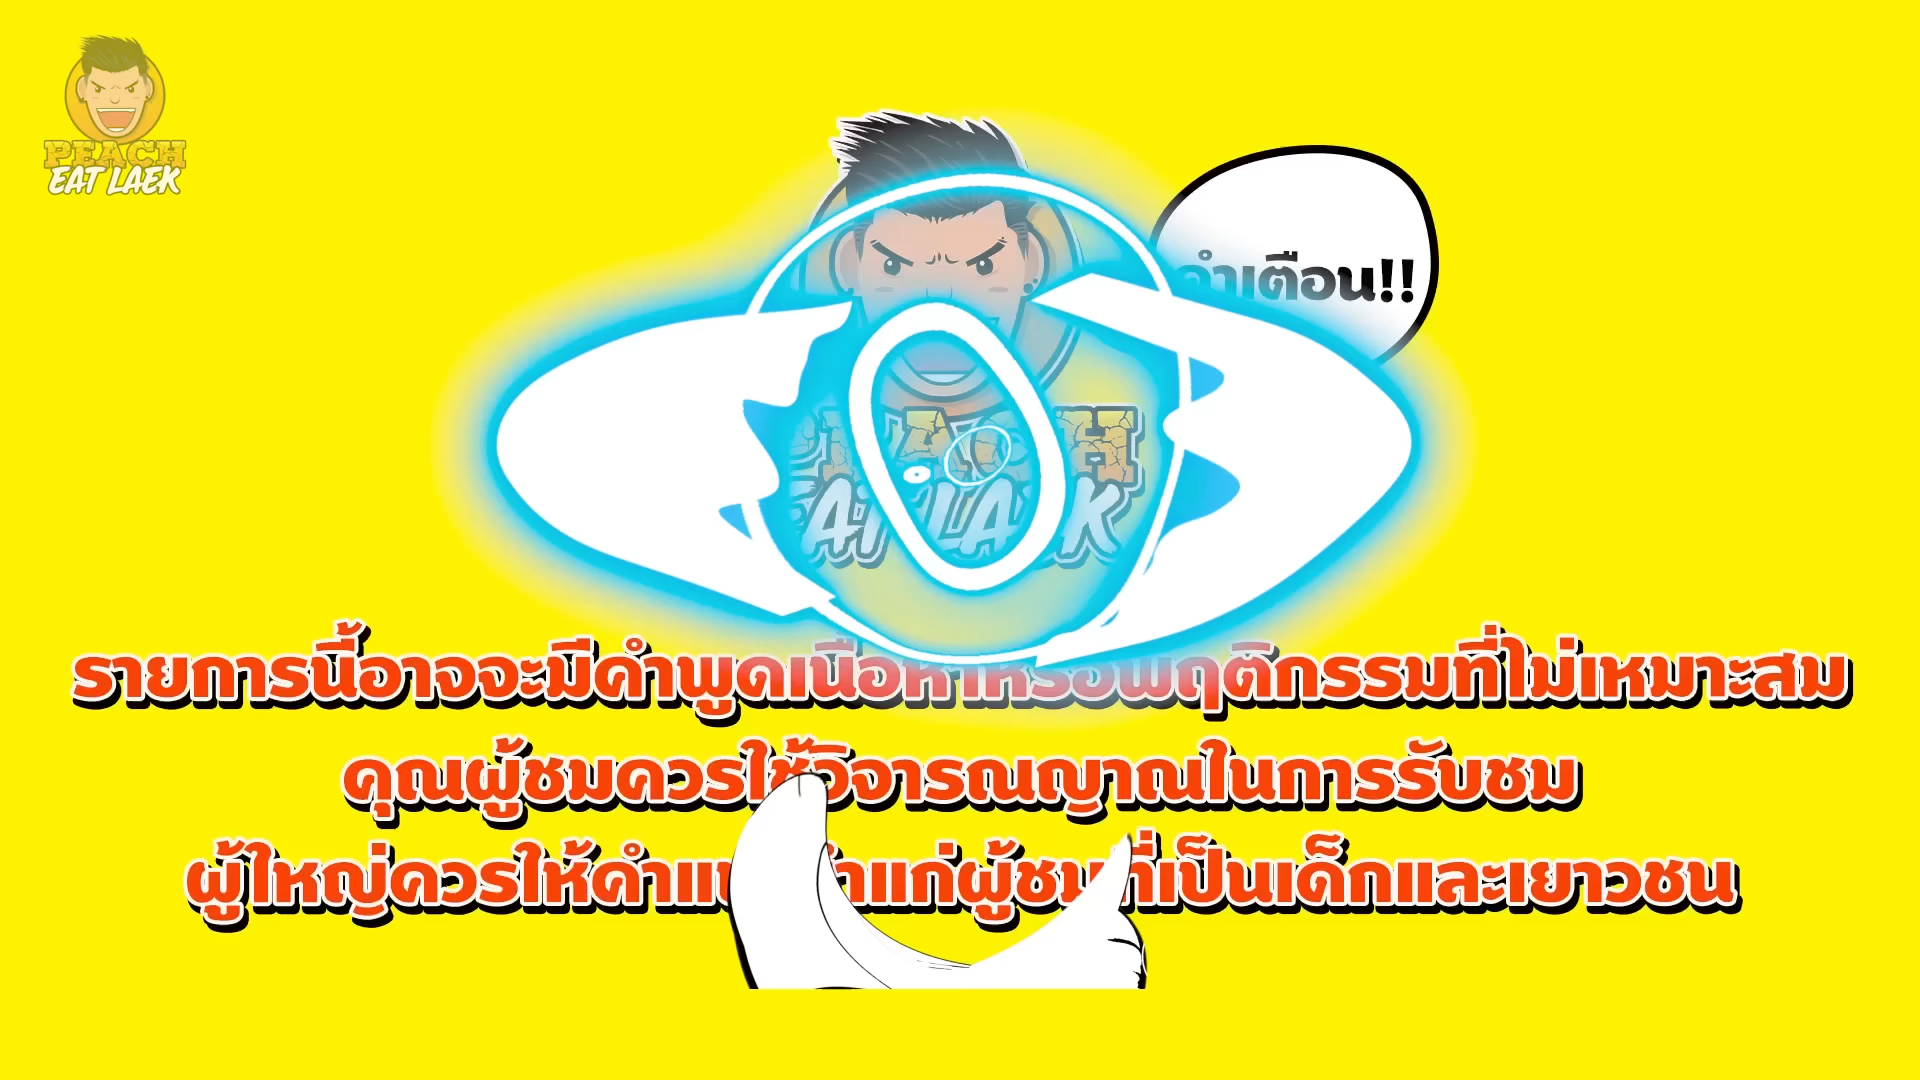 PEACH
EAT LAEK
คำเตือน!!
EAT LAEK
รายการนี้อาจจะมีคำพูดเนื้อหาหรือพฤติกรรมที่ไม่เหมาะสม
คุณผู้ชมควรใช้วิจารณญาณในการรับชม
ผู้ใหญ่ควรให้คำแนะนำแก่ผู้ชมที่เป็นเด็กและเยาวชน